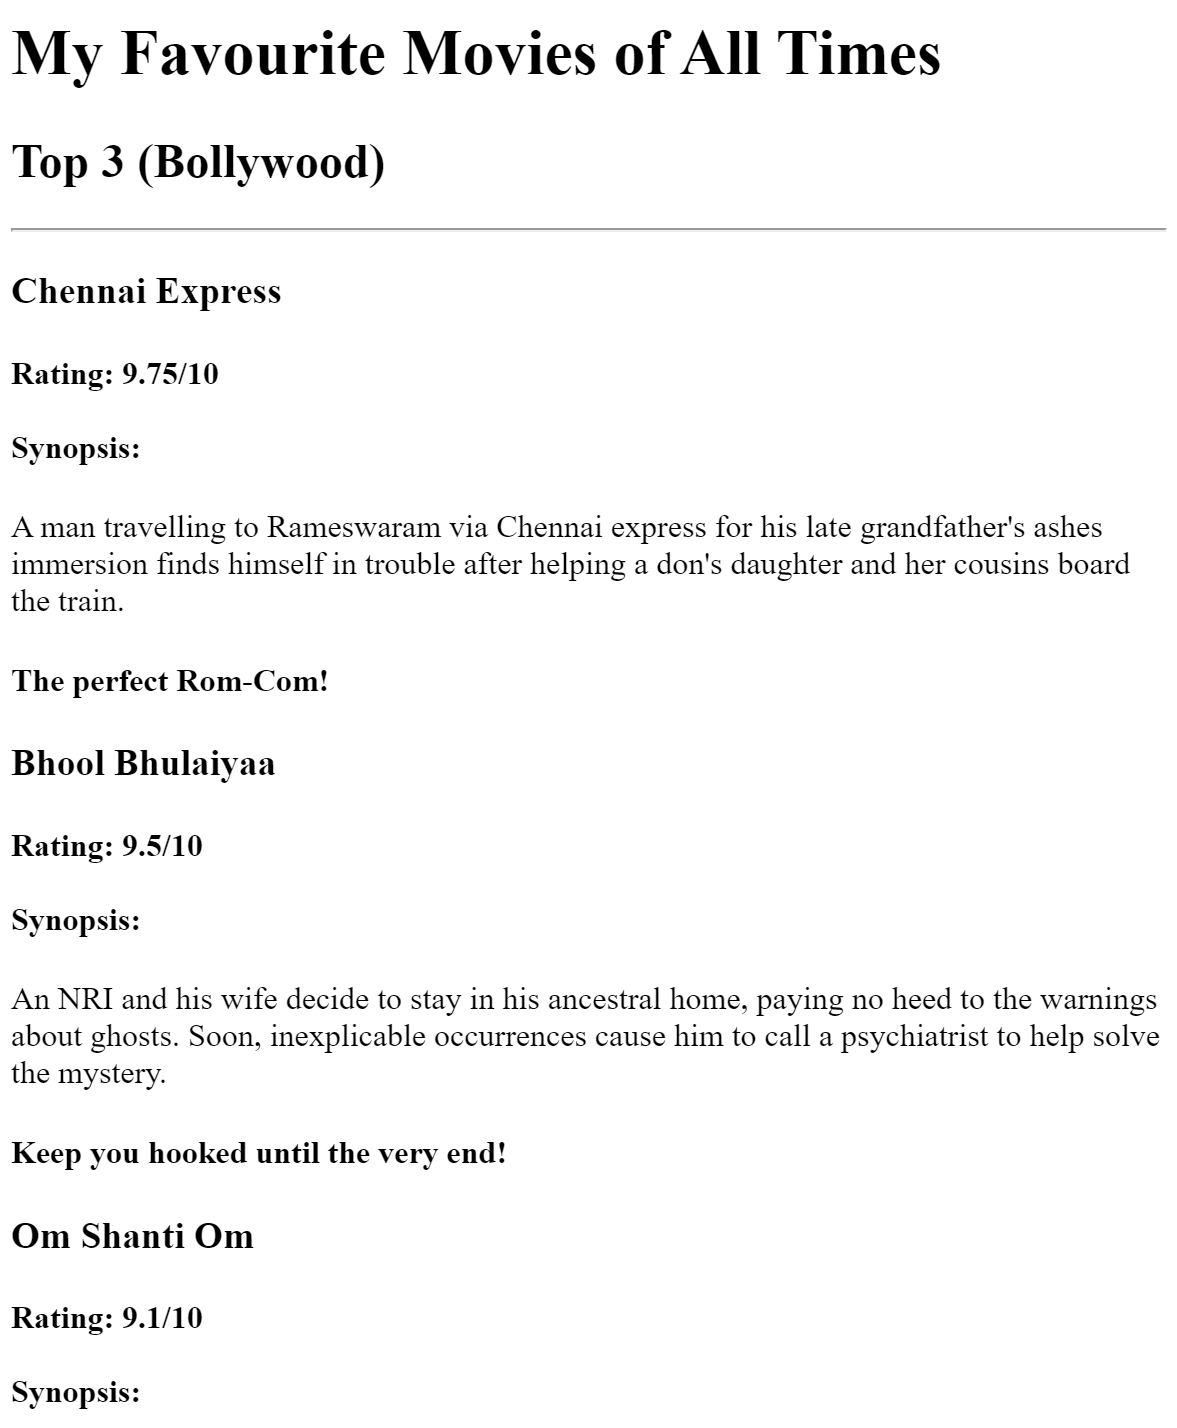 My Favourite Movies of All Times
Top 3 (Bollywood)
Chennai Express
Rating: 9.75/10
Synopsis:
A man travelling to Rameswaram via Chennai express for his late grandfather's ashes
immersion finds himself in trouble after helping a don's daughter and her cousins board
the train.
The perfect Rom-Com!
Bhool Bhulaiyaa
Rating: 9.5/10
Synopsis:
An NRI and his wife decide to stay in his ancestral home, paying no heed to the warnings
about ghosts. Soon, inexplicable occurrences cause him to call a psychiatrist to help solve
the mystery.
Keep you hooked until the very end!
Om Shanti Om
Rating: 9.1/10
Synopsis: